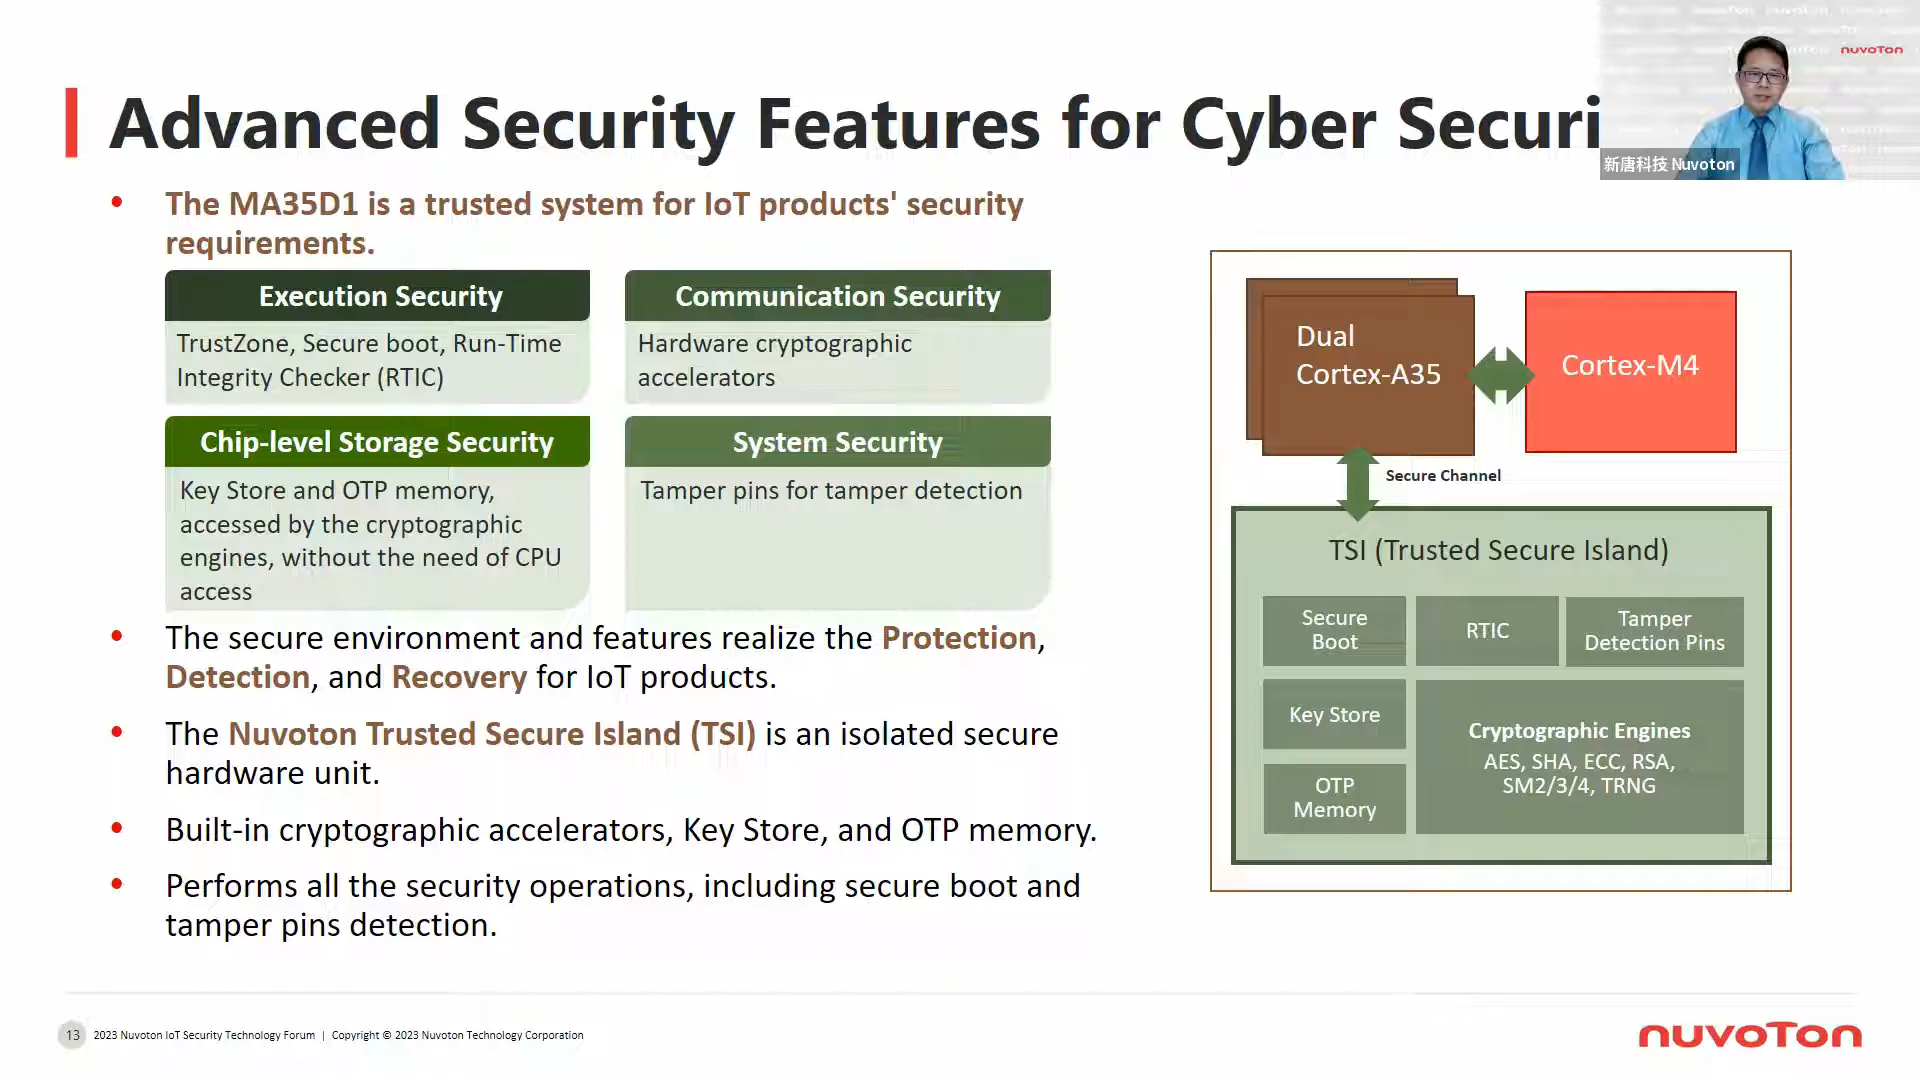 Advanced Security Features for Cyber Securi
nuvoTon
新唐科技 Nuvoton
• The MA35D1 is a trusted system for IoT products' security
requirements.
Execution Security
TrustZone, Secure boot, Run-Time
Integrity Checker (RTIC)
Communication Security
Hardware cryptographic
accelerators
Chip-level Storage Security
Key Store and OTP memory,
accessed by the cryptographic
engines, without the need of CPU
access
System Security
Tamper pins for tamper detection
• The secure environment and features realize the Protection,
Detection, and Recovery for IoT products.
• The Nuvoton Trusted Secure Island (TSI) is an isolated secure
hardware unit.
• Built-in cryptographic accelerators, Key Store, and OTP memory.
• Performs all the security operations, including secure boot and
tamper pins detection.
Dual
Cortex-A35
Cortex-M4
Secure Channel
TSI (Trusted Secure Island)
Secure
Boot
RTIC
Tamper
Detection Pins
Key Store
OTP
Memory
Cryptographic Engines
AES, SHA, ECC, RSA,
SM2/3/4, TRNG
13 2023 Nuvoton IoT Security Technology Forum | Copyright © 2023 Nuvoton Technology Corporation
nuvoTon